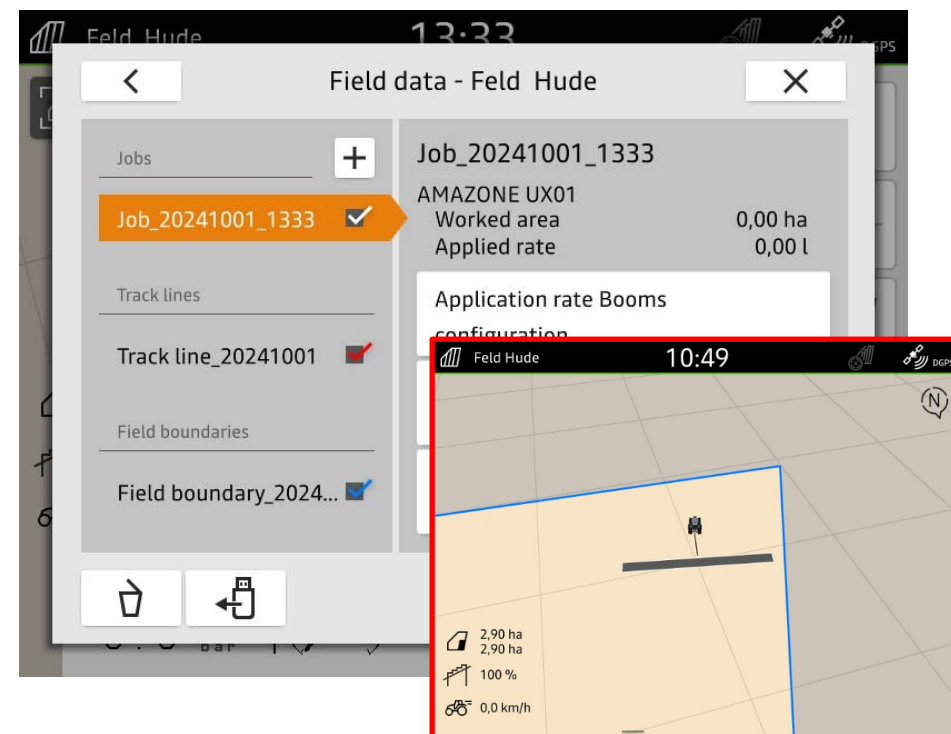 Feld Hude
13:33
DGPS
Field data - Feld Hude
Jobs
Job_20241001_1333
Track lines
Track line_20241001
Field boundaries
Field boundary_2024...
Job_20241001_1333
AMAZONE UX01
Worked area 0,00 ha
Applied rate 0,00 l
Application rate Booms
configuration
bar
Feld Hude
10:49
DGPS
N
2,90 ha
2,90 ha
100 %
0,0 km/h